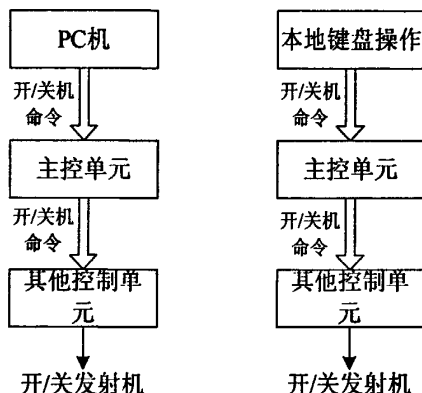 PC机
开/关机
命令
主控单元
开/关机
命令
其他控制单
元
开/关发射机
本地键盘操作
开/关机
命令
主控单元
开/关机
命令
其他控制单
元
开/关发射机